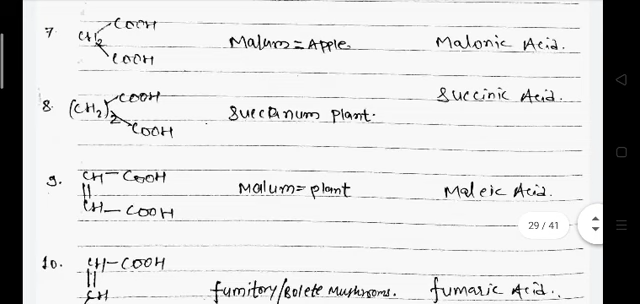 7. CH2 COOH COOH Malum = Apple. Malonic Acid.
8. (CH2)2 COOH COOH Succinum plant. Succinic Acid.
9. CH - COOH
||
CH - COOH Malum = plant Maleic Acid.
29 / 41
10. CH - COOH
||
CH fumitory/Bolete Mushrooms. fumaric Acid.